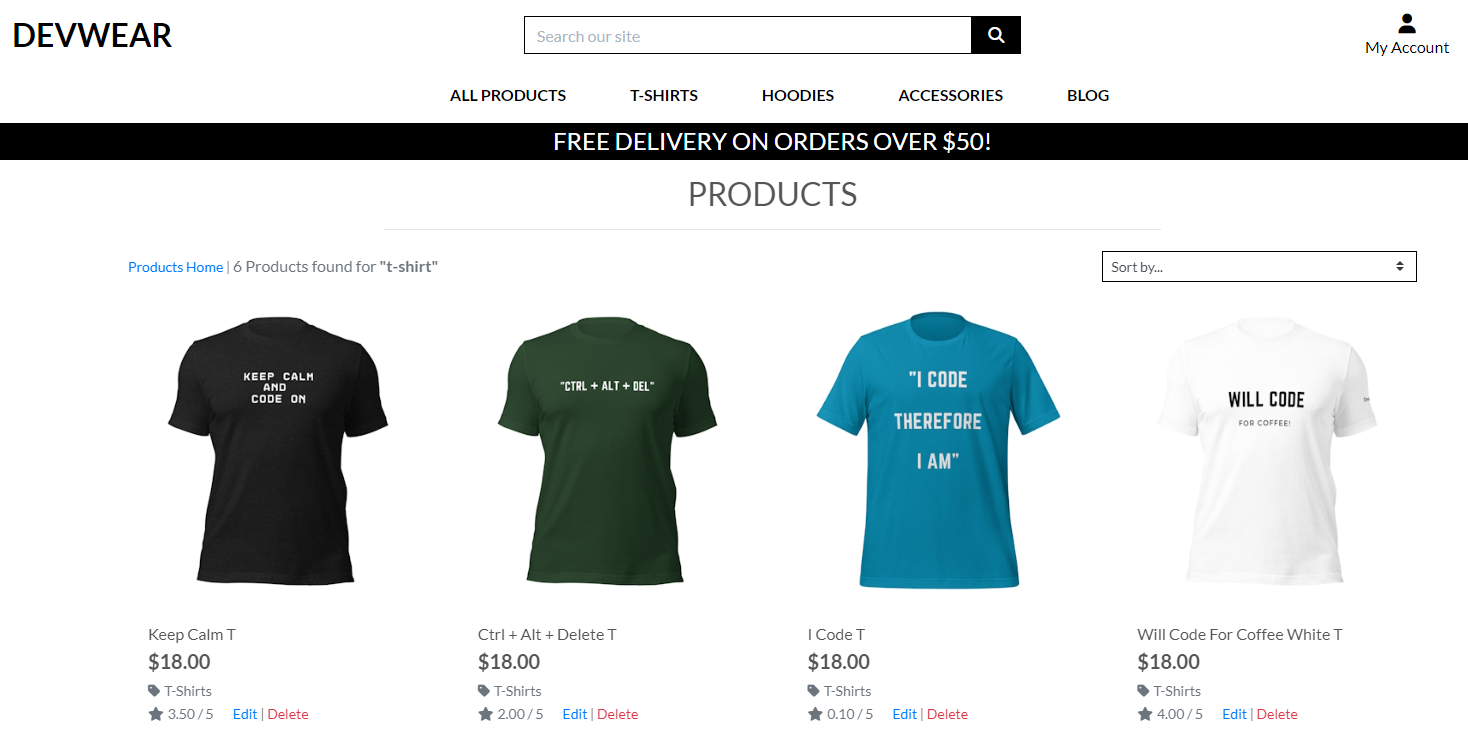 DEVWEAR
Search our site
My Account
ALL PRODUCTS T-SHIRTS HOODIES ACCESSORIES BLOG
FREE DELIVERY ON ORDERS OVER $50!
PRODUCTS
Products Home | 6 Products found for "t-shirt"
Sort by...
KEEP CALM
AND
CODE ON
"CTRL + ALT + DEL"
"I CODE
THEREFORE
I AM"
WILL CODE
FOR COFFEE!
Keep Calm T
$18.00
T-Shirts
3.50 / 5 Edit | Delete
Ctrl + Alt + Delete T
$18.00
T-Shirts
2.00 / 5 Edit | Delete
I Code T
$18.00
T-Shirts
0.10 / 5 Edit | Delete
Will Code For Coffee White T
$18.00
T-Shirts
4.00 / 5 Edit | Delete